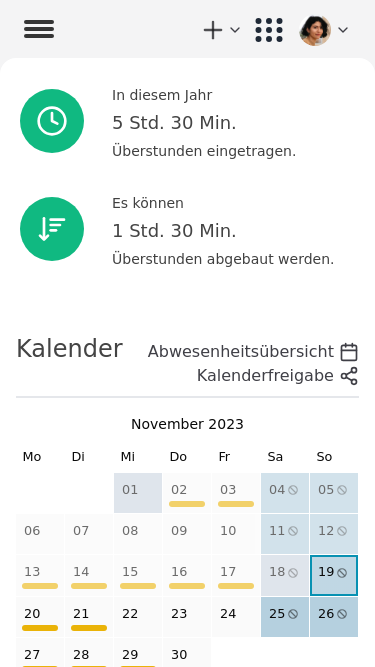 In diesem Jahr
5 Std. 30 Min.
Überstunden eingetragen.
Es können
1 Std. 30 Min.
Überstunden abgebaut werden.
Kalender
Abwesenheitsübersicht
Kalenderfreigabe
November 2023
Mo Di Mi Do Fr Sa So
01 02 03 04 05
06 07 08 09 10 11 12
13 14 15 16 17 18 19
20 21 22 23 24 25 26
27 28 29 30